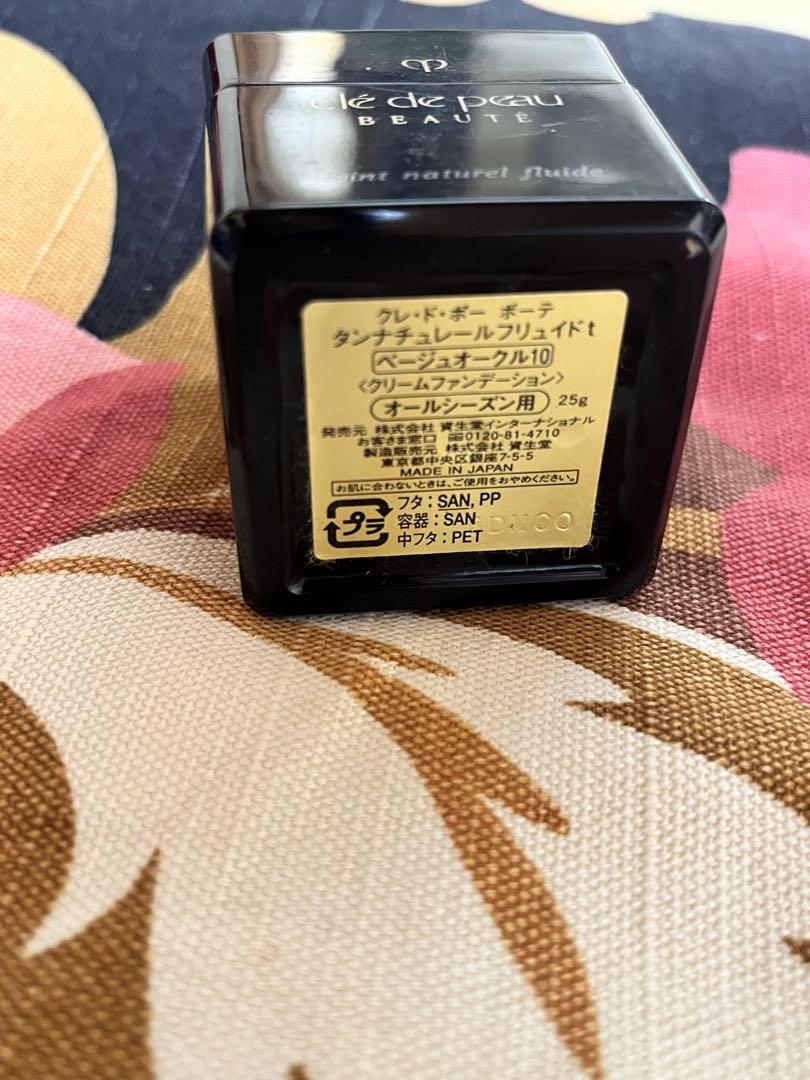 clé de peau
BEAUTÉ
teint naturel fluide
クレ・ド・ポー ボーテ
タンナチュレールフリュイドt
ベージュオークル10
〈クリームファンデーション〉
オールシーズン用 25g
発売元 株式会社 資生堂インターナショナル
お客さま窓口 0120-81-4710
製造販売元 株式会社 資生堂
東京都中央区銀座7-5-5
MADE IN JAPAN
お肌に合わないときは、ご使用をおやめください。
プラ
フタ：SAN, PP
容器：SAN
中フタ：PET